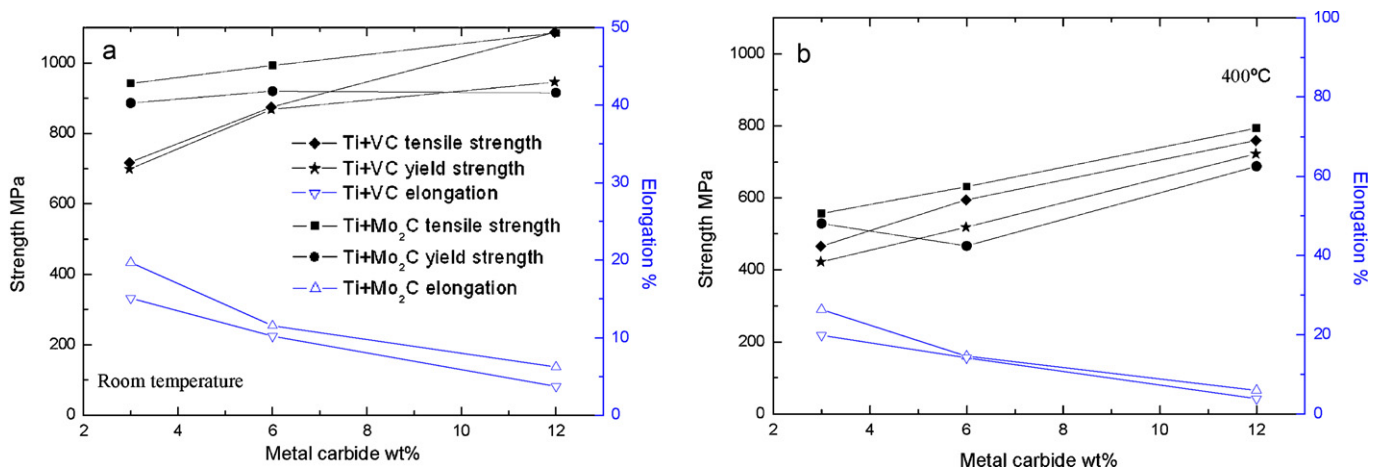 a
50
1000
40
800
Ti+VC tensile strength
Ti+VC yield strength
30
Ti+VC elongation
600
Ti+Mo₂C tensile strength
Ti+Mo₂C yield strength
400
20
Ti+Mo₂C elongation
200
10
Room temperature
0
0
2 4 6 8 10 12
Metal carbide wt%
Strength MPa
Elongation %
b
100
1000
400ºC
80
800
60
600
40
400
20
200
0
0
2 4 6 8 10 12
Metal carbide wt%
Strength MPa
Elongation %